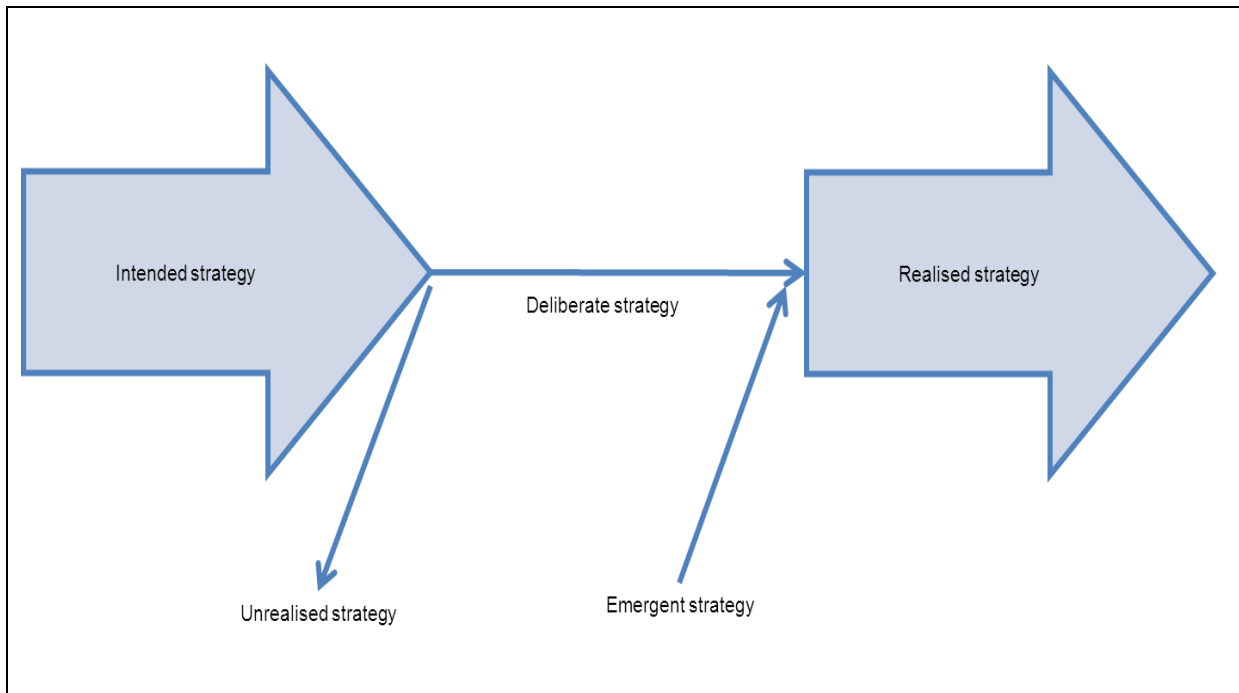 Intended strategy
Realised strategy
Deliberate strategy
Unrealised strategy
Emergent strategy